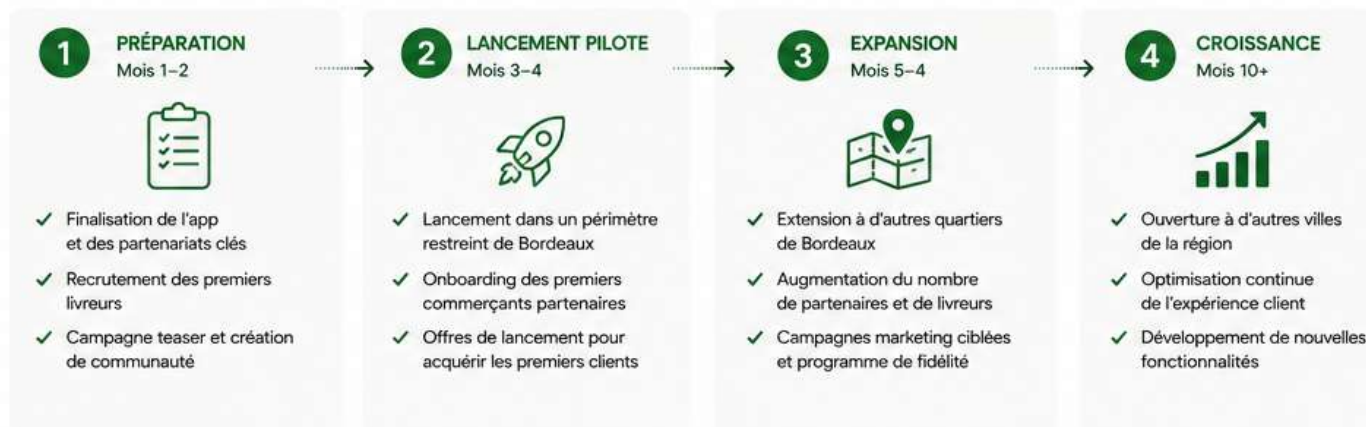 1
PRÉPARATION
Mois 1–2
Finalisation de l'app
et des partenariats clés
Recrutement des premiers
livreurs
Campagne teaser et création
de communauté
2
LANCEMENT PILOTE
Mois 3–4
Lancement dans un périmètre
restreint de Bordeaux
Onboarding des premiers
commerçants partenaires
Offres de lancement pour
acquérir les premiers clients
3
EXPANSION
Mois 5–4
Extension à d'autres quartiers
de Bordeaux
Augmentation du nombre
de partenaires et de livreurs
Campagnes marketing ciblées
et programme de fidélité
4
CROISSANCE
Mois 10+
Ouverture à d'autres villes
de la région
Optimisation continue
de l'expérience client
Développement de nouvelles
fonctionnalités